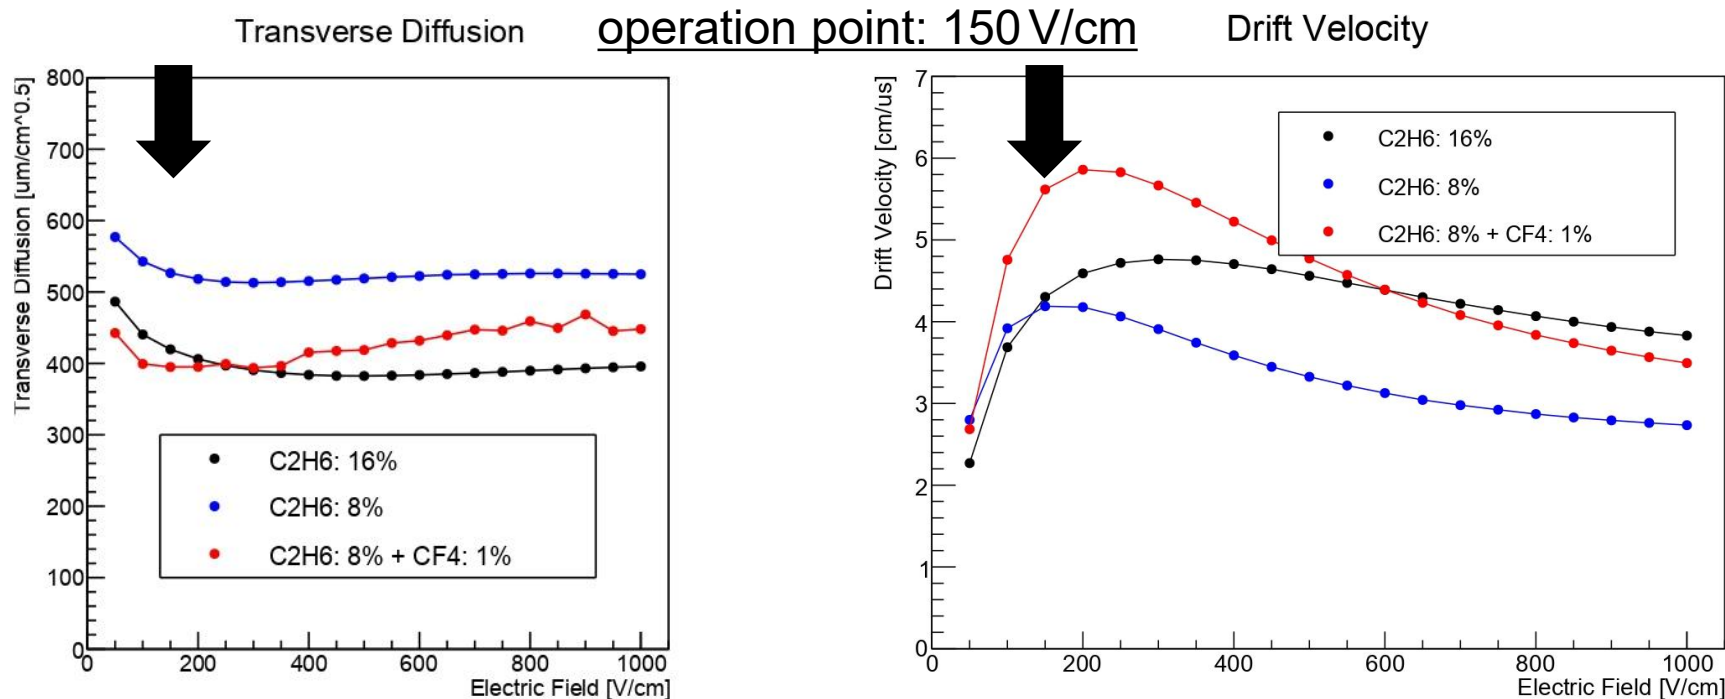 Transverse Diffusion
operation point: 150 V/cm
Drift Velocity
Transverse Diffusion [um/cm^0.5]
800
700
600
500
400
300
200
100
0
C2H6: 16%
C2H6: 8%
C2H6: 8% + CF4: 1%
0 200 400 600 800 1000
Electric Field [V/cm]
Drift Velocity [cm/us]
7
6
5
4
3
2
1
0
C2H6: 16%
C2H6: 8%
C2H6: 8% + CF4: 1%
0 200 400 600 800 1000
Electric Field [V/cm]